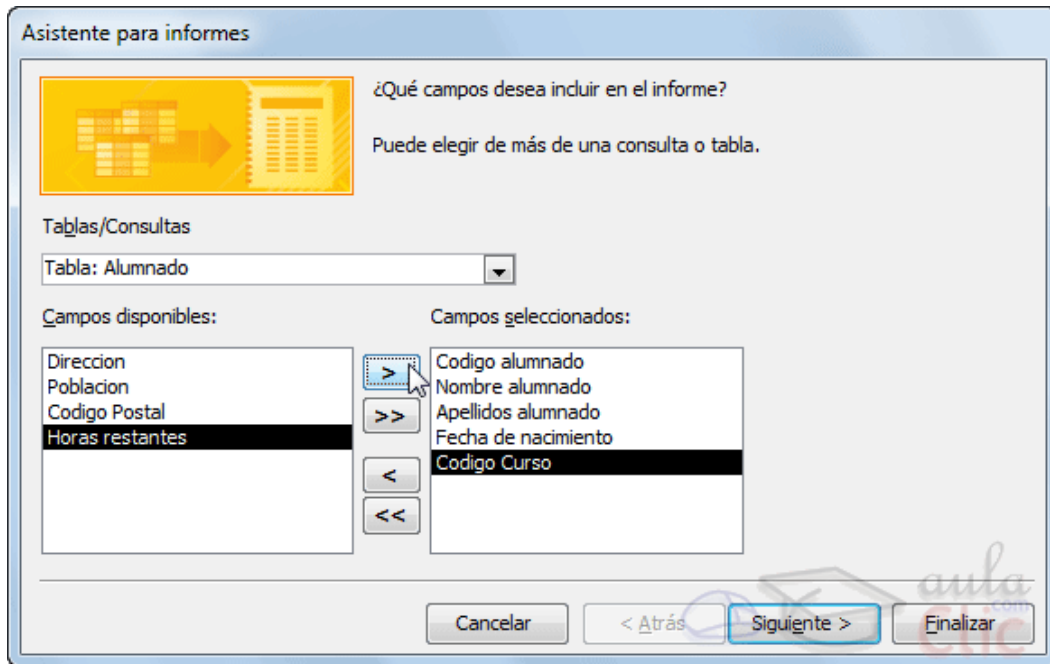 Asistente para informes
¿Qué campos desea incluir en el informe?
Puede elegir de más de una consulta o tabla.
Tablas/Consultas
Tabla: Alumnado
Campos disponibles:
Campos seleccionados:
Direccion
Poblacion
Codigo Postal
Horas restantes
>
>>
<
<<
Codigo alumnado
Nombre alumnado
Apellidos alumnado
Fecha de nacimiento
Codigo Curso
Cancelar
< Atrás
Siguiente >
Finalizar
aula
.com
Clic